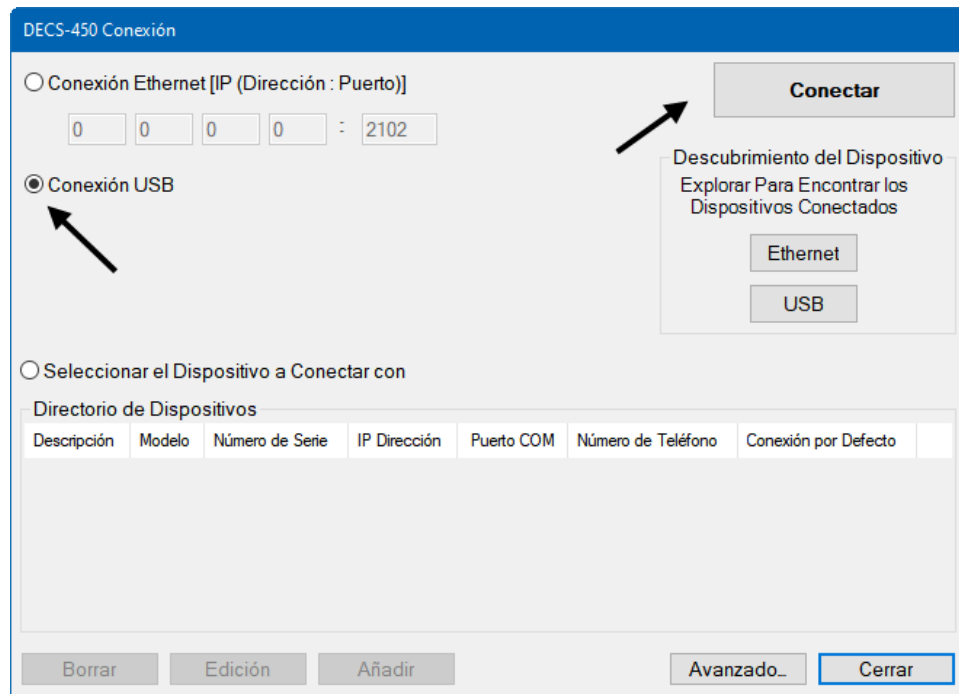 DECS-450 Conexión
Conexión Ethernet [IP (Dirección : Puerto)]
0 0 0 0 : 2102
Conectar
Conexión USB
Descubrimiento del Dispositivo
Explorar Para Encontrar los
Dispositivos Conectados
Ethernet
USB
Seleccionar el Dispositivo a Conectar con
Directorio de Dispositivos
Descripción Modelo Número de Serie IP Dirección Puerto COM Número de Teléfono Conexión por Defecto
Borrar Edición Añadir Avanzado... Cerrar